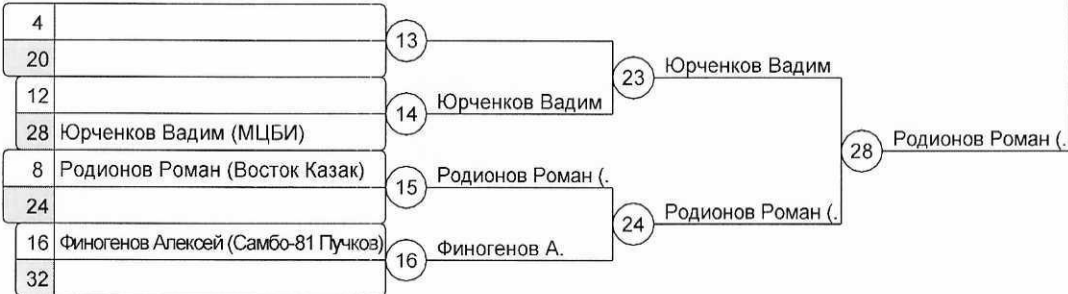 4
20
13
12
28 Юрченков Вадим (МЦБИ)
14
Юрченков Вадим
23
Юрченков Вадим
8 Родионов Роман (Восток Казак)
24
15
Родионов Роман (.
16 Финогенов Алексей (Самбо-81 Пучков)
32
16
Финогенов А.
24
Родионов Роман (.
28
Родионов Роман (.